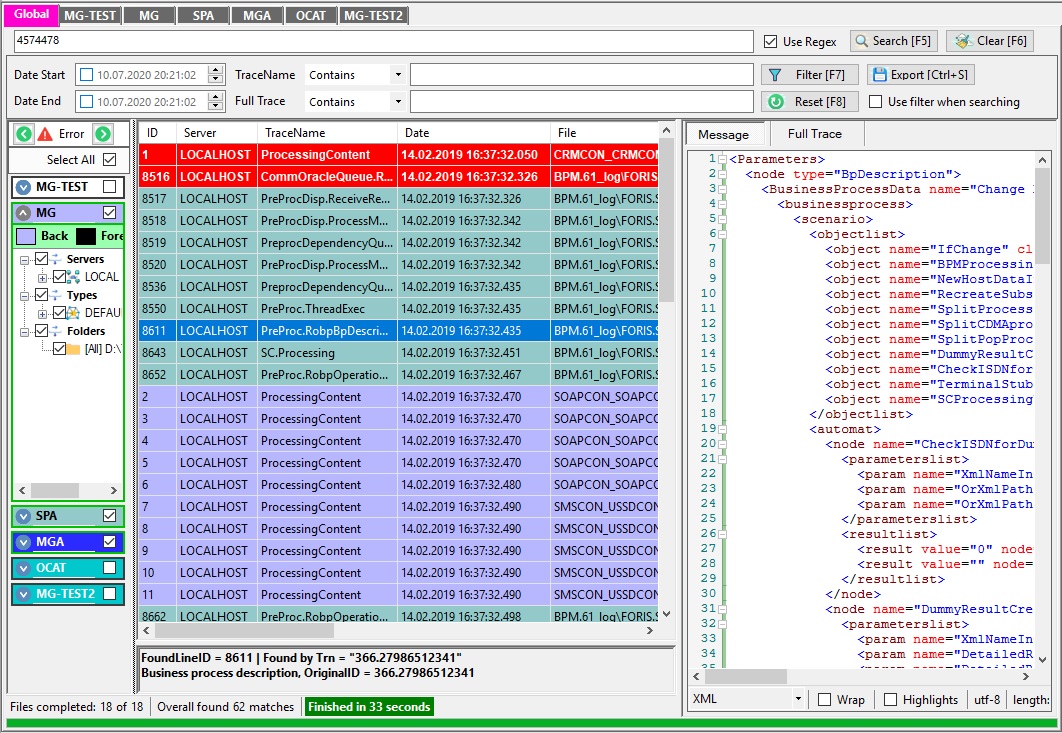 Global MG-TEST MG SPA MGA OCAT MG-TEST2
4574478
Use Regex Search [F5] Clear [F6]
Date Start 10.07.2020 20:21:02 TraceName Contains Filter [F7] Export [Ctrl+S]
Date End 10.07.2020 20:21:02 Full Trace Contains Reset [F8] Use filter when searching
Error
Select All
MG-TEST
MG
Back Fore
Servers
LOCAL
Types
DEFAU
Folders
[All] D:\
SPA
MGA
OCAT
MG-TEST2
ID Server TraceName Date File
1 LOCALHOST ProcessingContent 14.02.2019 16:37:32.050 CRMCON_CRMCON
8516 LOCALHOST CommOracleQueue.R... 14.02.2019 16:37:32.326 BPM.61_log\FORIS.
8517 LOCALHOST PreProcDisp.ReceiveRe... 14.02.2019 16:37:32.326 BPM.61_log\FORIS.S
8518 LOCALHOST PreProcDisp.ProcessM... 14.02.2019 16:37:32.342 BPM.61_log\FORIS.S
8519 LOCALHOST PreprocDependencyQu... 14.02.2019 16:37:32.342 BPM.61_log\FORIS.S
8520 LOCALHOST PreProcDisp.ProcessM... 14.02.2019 16:37:32.342 BPM.61_log\FORIS.S
8536 LOCALHOST PreprocDependencyQu... 14.02.2019 16:37:32.435 BPM.61_log\FORIS.S
8550 LOCALHOST PreProc.ThreadExec 14.02.2019 16:37:32.435 BPM.61_log\FORIS.S
8611 LOCALHOST PreProc.RobpBpDescri... 14.02.2019 16:37:32.435 BPM.61_log\FORIS.S
8643 LOCALHOST SC.Processing 14.02.2019 16:37:32.451 BPM.61_log\FORIS.S
8652 LOCALHOST PreProc.RobpOperatio... 14.02.2019 16:37:32.467 BPM.61_log\FORIS.S
2 LOCALHOST ProcessingContent 14.02.2019 16:37:32.470 SOAPCON_SOAPCO
3 LOCALHOST ProcessingContent 14.02.2019 16:37:32.470 SOAPCON_SOAPCO
4 LOCALHOST ProcessingContent 14.02.2019 16:37:32.470 SOAPCON_SOAPCO
5 LOCALHOST ProcessingContent 14.02.2019 16:37:32.470 SOAPCON_SOAPCO
6 LOCALHOST ProcessingContent 14.02.2019 16:37:32.480 SOAPCON_SOAPCO
7 LOCALHOST ProcessingContent 14.02.2019 16:37:32.490 SMSCON_USSDCON
8 LOCALHOST ProcessingContent 14.02.2019 16:37:32.490 SMSCON_USSDCON
9 LOCALHOST ProcessingContent 14.02.2019 16:37:32.490 SMSCON_USSDCON
10 LOCALHOST ProcessingContent 14.02.2019 16:37:32.490 SMSCON_USSDCON
11 LOCALHOST ProcessingContent 14.02.2019 16:37:32.490 SMSCON_USSDCON
8662 LOCALHOST PreProc.RobpOperatio... 14.02.2019 16:37:32.498 BPM.61_log\FORIS.S
FoundLineID = 8611 | Found by Trn = "366.27986512341"
Business process description, OriginalID = 366.27986512341
Message Full Trace
1 <Parameters>
2 <node type="BpDescription">
3 <BusinessProcessData name="Change
4 <businessprocess>
5 <scenario>
6 <objectlist>
7 <object name="IfChange" cl
8 <object name="BPMProcessin
9 <object name="NewHostDataI
10 <object name="RecreateSubs
11 <object name="SplitProcess
12 <object name="SplitCDMApro
13 <object name="SplitPopProc
14 <object name="DummyResultC
15 <object name="CheckISDNfor
16 <object name="TerminalStub
17 <object name="SCProcessing
18 </objectlist>
19 <automat>
20 <node name="CheckISDNforDu
21 <parameterslist>
22 <param name="XmlNameIn
23 <param name="OrXmlPath
24 <param name="OrXmlPath
25 </parameterslist>
26 <resultlist>
27 <result value="0" node
28 <result value="" node=
29 </resultlist>
30 </node>
31 <node name="DummyResultCre
32 <parameterslist>
33 <param name="XmlNameIn
34 <param name="DetailedR
35 <param name="DetailedR
XML Wrap Highlights utf-8 length:
Files completed: 18 of 18 Overall found 62 matches Finished in 33 seconds